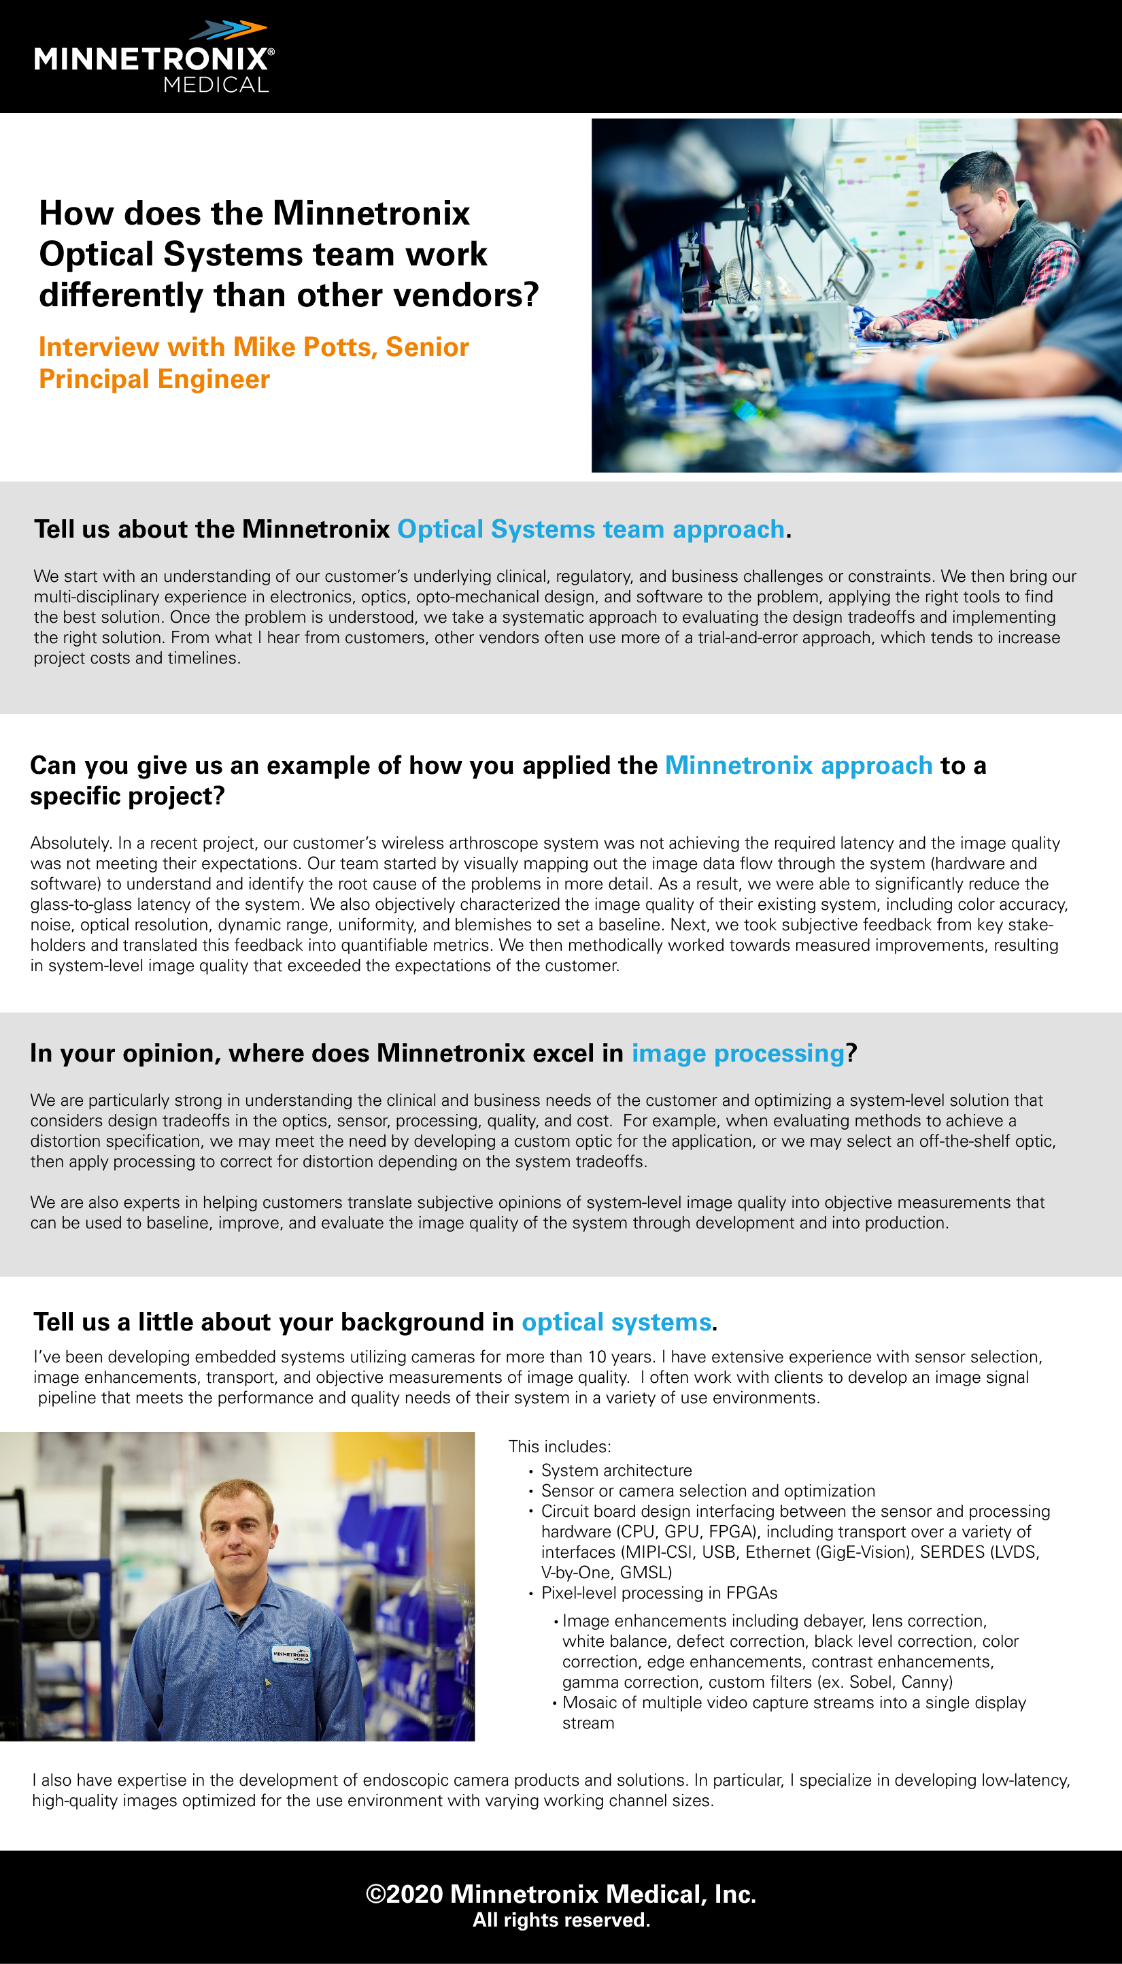 MINNETRONIX®
MEDICAL
How does the Minnetronix
Optical Systems team work
differently than other vendors?
Interview with Mike Potts, Senior
Principal Engineer
Tell us about the Minnetronix Optical Systems team approach.
We start with an understanding of our customer's underlying clinical, regulatory, and business challenges or constraints. We then bring our
multi-disciplinary experience in electronics, optics, opto-mechanical design, and software to the problem, applying the right tools to find
the best solution. Once the problem is understood, we take a systematic approach to evaluating the design tradeoffs and implementing
the right solution. From what I hear from customers, other vendors often use more of a trial-and-error approach, which tends to increase
project costs and timelines.
Can you give us an example of how you applied the Minnetronix approach to a
specific project?
Absolutely. In a recent project, our customer's wireless arthroscope system was not achieving the required latency and the image quality
was not meeting their expectations. Our team started by visually mapping out the image data flow through the system (hardware and
software) to understand and identify the root cause of the problems in more detail. As a result, we were able to significantly reduce the
glass-to-glass latency of the system. We also objectively characterized the image quality of their existing system, including color accuracy,
noise, optical resolution, dynamic range, uniformity, and blemishes to set a baseline. Next, we took subjective feedback from key stake-
holders and translated this feedback into quantifiable metrics. We then methodically worked towards measured improvements, resulting
in system-level image quality that exceeded the expectations of the customer.
In your opinion, where does Minnetronix excel in image processing?
We are particularly strong in understanding the clinical and business needs of the customer and optimizing a system-level solution that
considers design tradeoffs in the optics, sensor, processing, quality, and cost.  For example, when evaluating methods to achieve a
distortion specification, we may meet the need by developing a custom optic for the application, or we may select an off-the-shelf optic,
then apply processing to correct for distortion depending on the system tradeoffs.
We are also experts in helping customers translate subjective opinions of system-level image quality into objective measurements that
can be used to baseline, improve, and evaluate the image quality of the system through development and into production.
Tell us a little about your background in optical systems.
I've been developing embedded systems utilizing cameras for more than 10 years. I have extensive experience with sensor selection,
image enhancements, transport, and objective measurements of image quality.  I often work with clients to develop an image signal
pipeline that meets the performance and quality needs of their system in a variety of use environments.
MINNETRONIX
MEDICAL
This includes:
• System architecture
• Sensor or camera selection and optimization
• Circuit board design interfacing between the sensor and processing
hardware (CPU, GPU, FPGA), including transport over a variety of
interfaces (MIPI-CSI, USB, Ethernet (GigE-Vision), SERDES (LVDS,
V-by-One, GMSL)
• Pixel-level processing in FPGAs
• Image enhancements including debayer, lens correction,
white balance, defect correction, black level correction, color
correction, edge enhancements, contrast enhancements,
gamma correction, custom filters (ex. Sobel, Canny)
• Mosaic of multiple video capture streams into a single display
stream
I also have expertise in the development of endoscopic camera products and solutions. In particular, I specialize in developing low-latency,
high-quality images optimized for the use environment with varying working channel sizes.
©2020 Minnetronix Medical, Inc.
All rights reserved.